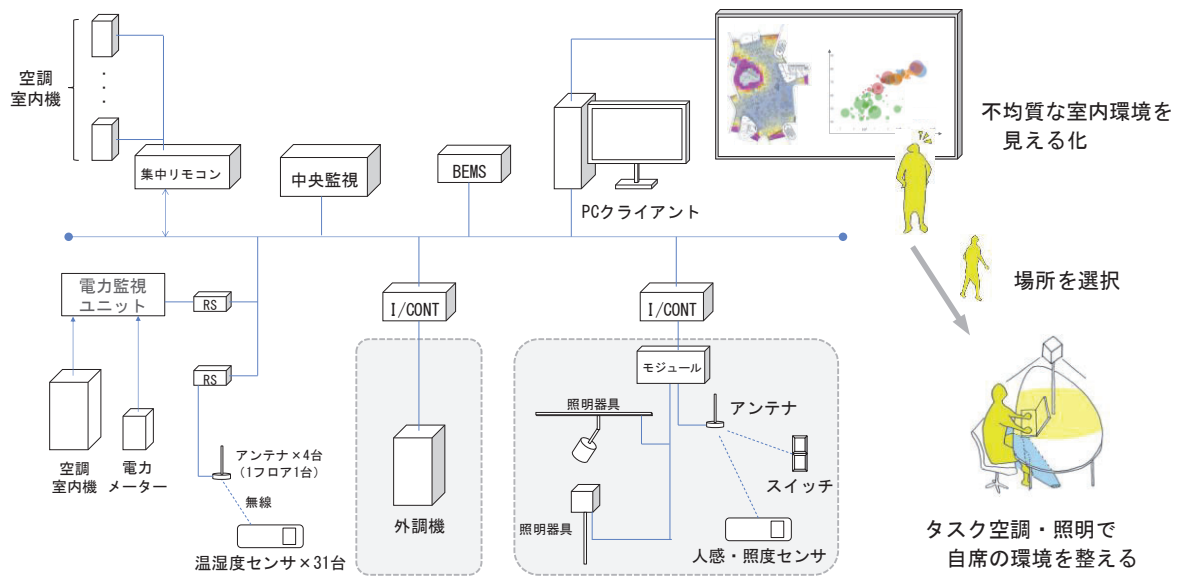 空調
室内機
集中リモコン
中央監視
BEMS
PCクライアント
不均質な室内環境を
見える化
場所を選択
電力監視
ユニット
RS
RS
I/CONT
I/CONT
モジュール
照明器具
アンテナ
スイッチ
照明器具
人感・照度センサ
外調機
空調
室内機
電力
メーター
アンテナ×4台
(1フロア1台)
無線
温湿度センサ×31台
タスク空調・照明で
自席の環境を整える